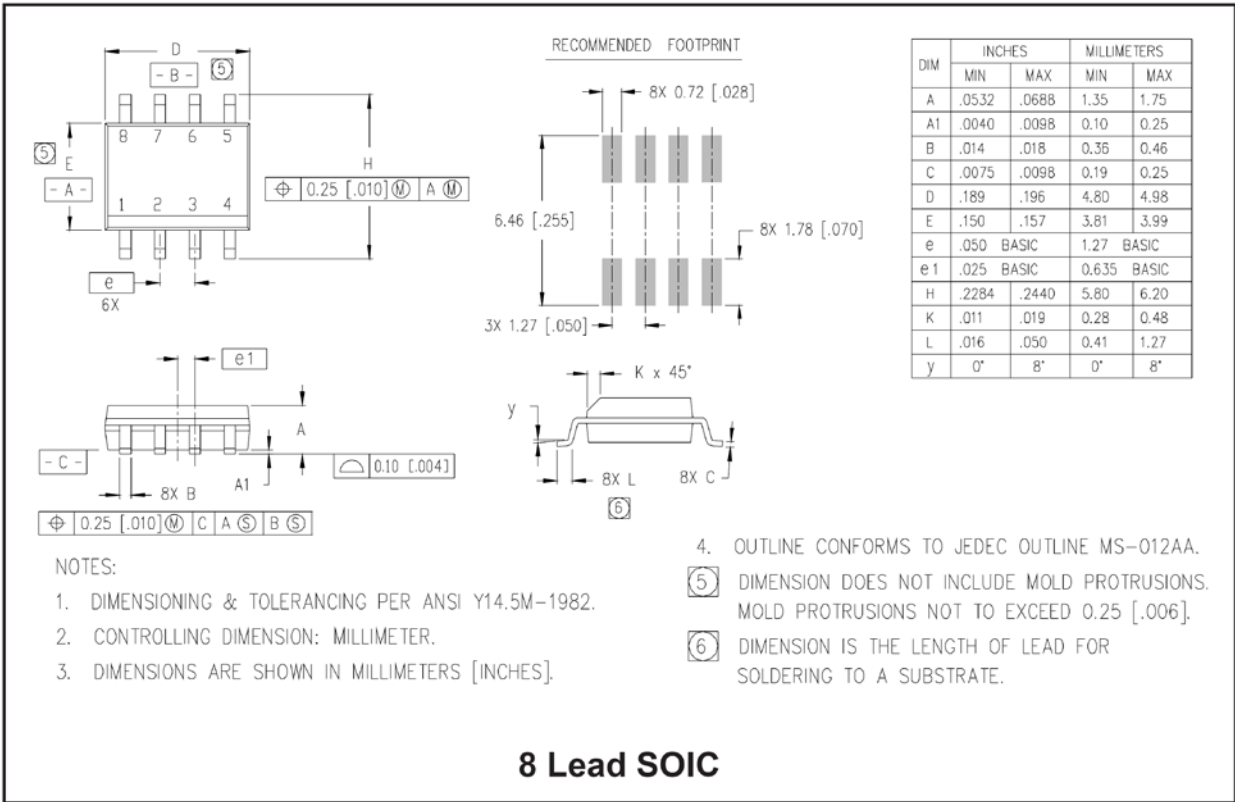 D
- B -
5
8 7 6 5
5
E
- A -
H
⌖ 0.25 [.010] Ⓜ A Ⓜ
1 2 3 4
e
6X
RECOMMENDED FOOTPRINT
8X 0.72 [.028]
6.46 [.255]
8X 1.78 [.070]
3X 1.27 [.050]
DIM INCHES MILLIMETERS
MIN MAX MIN MAX
A .0532 .0688 1.35 1.75
A1 .0040 .0098 0.10 0.25
B .014 .018 0.36 0.46
C .0075 .0098 0.19 0.25
D .189 .196 4.80 4.98
E .150 .157 3.81 3.99
e .050 BASIC 1.27 BASIC
e1 .025 BASIC 0.635 BASIC
H .2284 .2440 5.80 6.20
K .011 .019 0.28 0.48
L .016 .050 0.41 1.27
y 0° 8° 0° 8°
e1
A
- C -
8X B
A1
⌓ 0.10 [.004]
⌖ 0.25 [.010] Ⓜ C A Ⓢ B Ⓢ
K x 45°
y
8X L
8X C
6
NOTES:
1. DIMENSIONING & TOLERANCING PER ANSI Y14.5M-1982.
2. CONTROLLING DIMENSION: MILLIMETER.
3. DIMENSIONS ARE SHOWN IN MILLIMETERS [INCHES].
4. OUTLINE CONFORMS TO JEDEC OUTLINE MS-012AA.
5 DIMENSION DOES NOT INCLUDE MOLD PROTRUSIONS.
MOLD PROTRUSIONS NOT TO EXCEED 0.25 [.006].
6 DIMENSION IS THE LENGTH OF LEAD FOR
SOLDERING TO A SUBSTRATE.
8 Lead SOIC